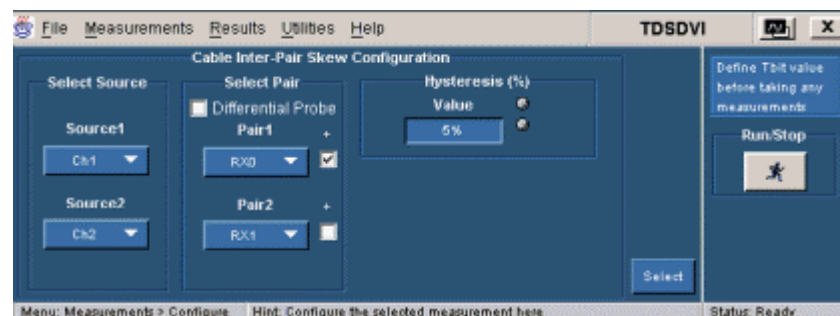 File Measurements Results Utilities Help TDSDVI X
Cable Inter-Pair Skew Configuration
Select Source
Source1
Ch1
Source2
Ch2
Select Pair
Differential Probe
Pair1 +
RX0
Pair2 +
RX1
Hysteresis (%)
Value
5%
Select
Define Tbit value
before taking any
measurements
Run/Stop
Menu: Measurements > Configure
Hint: Configure the selected measurement here
Status: Ready